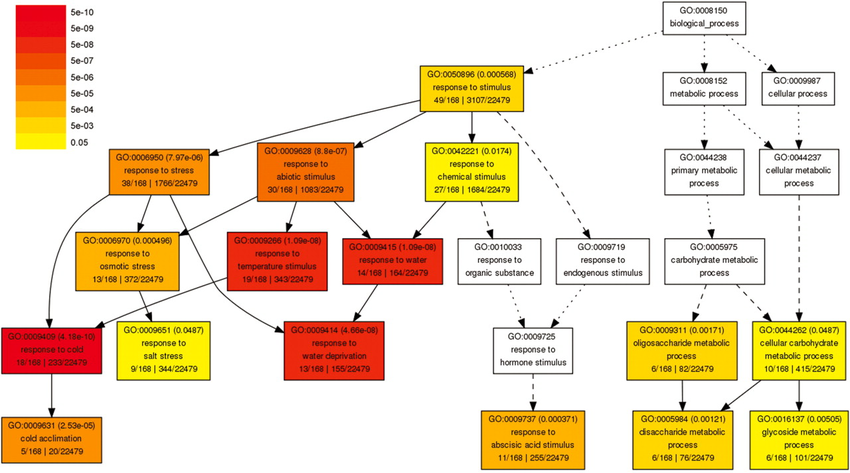 5e-10
5e-09
5e-08
5e-07
5e-06
5e-05
5e-04
5e-03
0.05
GO:0008150
biological_process
GO:0050896 (0.000568)
response to stimulus
49/168 | 3107/22479
GO:0008152
metabolic process
GO:0009987
cellular process
GO:0006950 (7.97e-06)
response to stress
38/168 | 1766/22479
GO:0009628 (8.8e-07)
response to
abiotic stimulus
30/168 | 1083/22479
GO:0042221 (0.0174)
response to
chemical stimulus
27/168 | 1684/22479
GO:0044238
primary metabolic
process
GO:0044237
cellular metabolic
process
GO:0006970 (0.000496)
response to
osmotic stress
13/168 | 372/22479
GO:0009266 (1.09e-08)
response to
temperature stimulus
19/168 | 343/22479
GO:0009415 (1.09e-08)
response to water
14/168 | 164/22479
GO:0010033
response to
organic substance
GO:0009719
response to
endogenous stimulus
GO:0005975
carbohydrate metabolic
process
GO:0009409 (4.18e-10)
response to cold
18/168 | 233/22479
GO:0009651 (0.0487)
response to
salt stress
9/168 | 344/22479
GO:0009414 (4.66e-08)
response to
water deprivation
13/168 | 155/22479
GO:0009725
response to
hormone stimulus
GO:0009311 (0.00171)
oligosaccharide metabolic
process
6/168 | 82/22479
GO:0044262 (0.0487)
cellular carbohydrate
metabolic process
10/168 | 415/22479
GO:0009631 (2.53e-05)
cold acclimation
5/168 | 20/22479
GO:0009737 (0.000371)
response to
abscisic acid stimulus
11/168 | 255/22479
GO:0005984 (0.00121)
disaccharide metabolic
process
6/168 | 76/22479
GO:0016137 (0.00505)
glycoside metabolic
process
6/168 | 101/22479